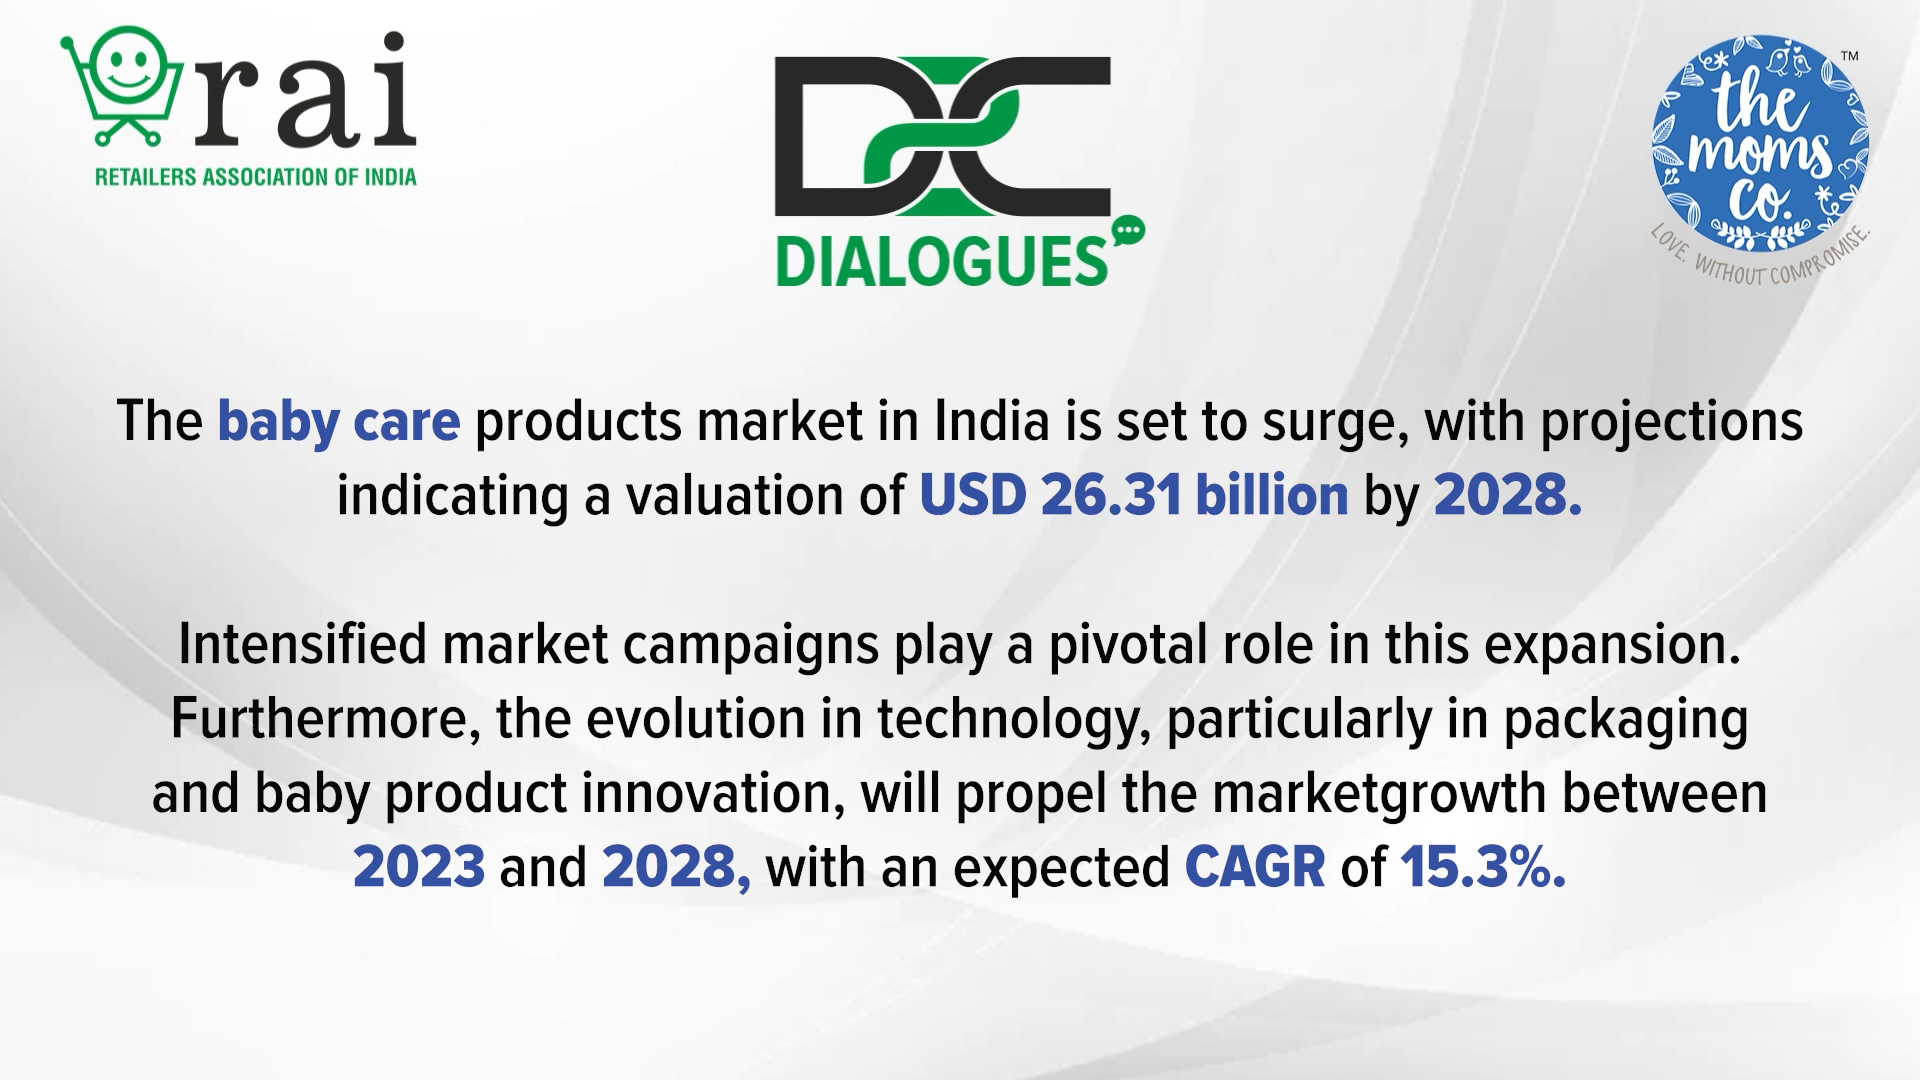 rai
RETAILERS ASSOCIATION OF INDIA
D2C
DIALOGUES
the
moms
co.
TM
LOVE. WITHOUT COMPROMISE.
The baby care products market in India is set to surge, with projections
indicating a valuation of USD 26.31 billion by 2028.
Intensified market campaigns play a pivotal role in this expansion.
Furthermore, the evolution in technology, particularly in packaging
and baby product innovation, will propel the marketgrowth between
2023 and 2028, with an expected CAGR of 15.3%.